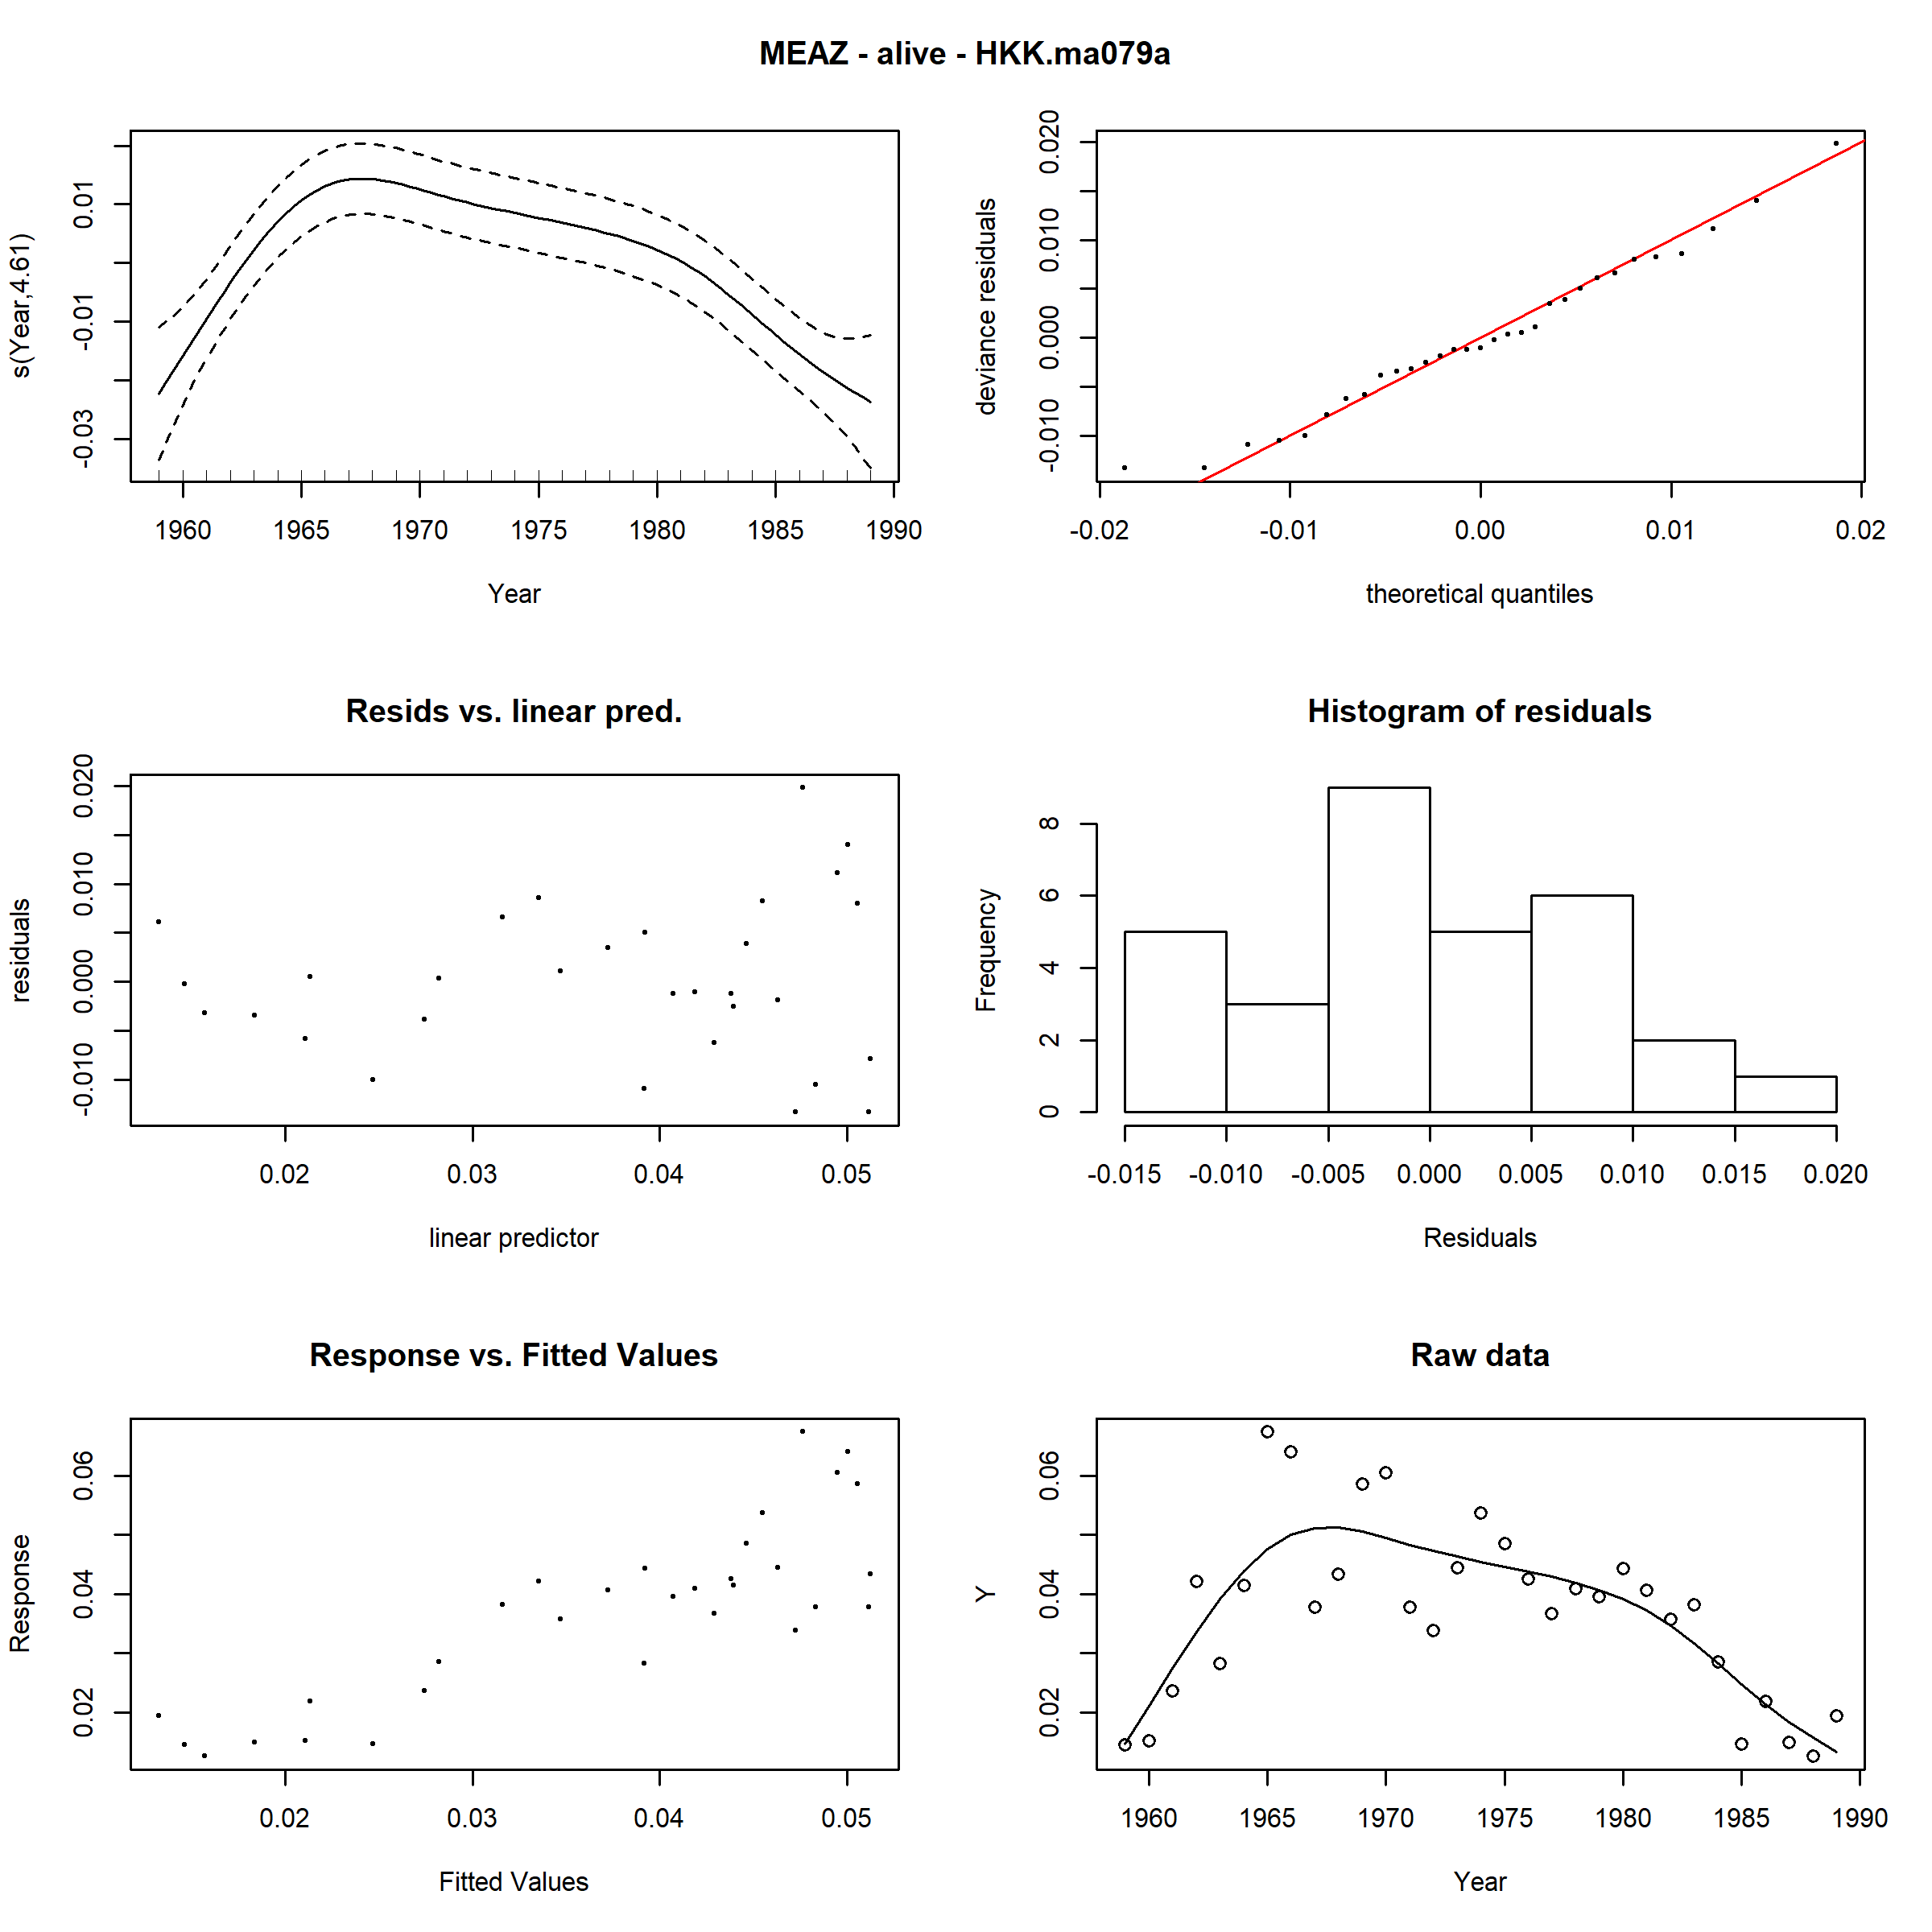 MEAZ - alive - HKK.ma079a
s(Year,4.61)
-0.03 -0.01 0.01
1960 1965 1970 1975 1980 1985 1990
Year
deviance residuals
-0.010 0.000 0.010 0.020
-0.02 -0.01 0.00 0.01 0.02
theoretical quantiles
Resids vs. linear pred.
residuals
-0.010 0.000 0.010 0.020
0.02 0.03 0.04 0.05
linear predictor
Histogram of residuals
Frequency
0 2 4 6 8
-0.015 -0.010 -0.005 0.000 0.005 0.010 0.015 0.020
Residuals
Response vs. Fitted Values
Response
0.02 0.04 0.06
0.02 0.03 0.04 0.05
Fitted Values
Raw data
Y
0.02 0.04 0.06
1960 1965 1970 1975 1980 1985 1990
Year